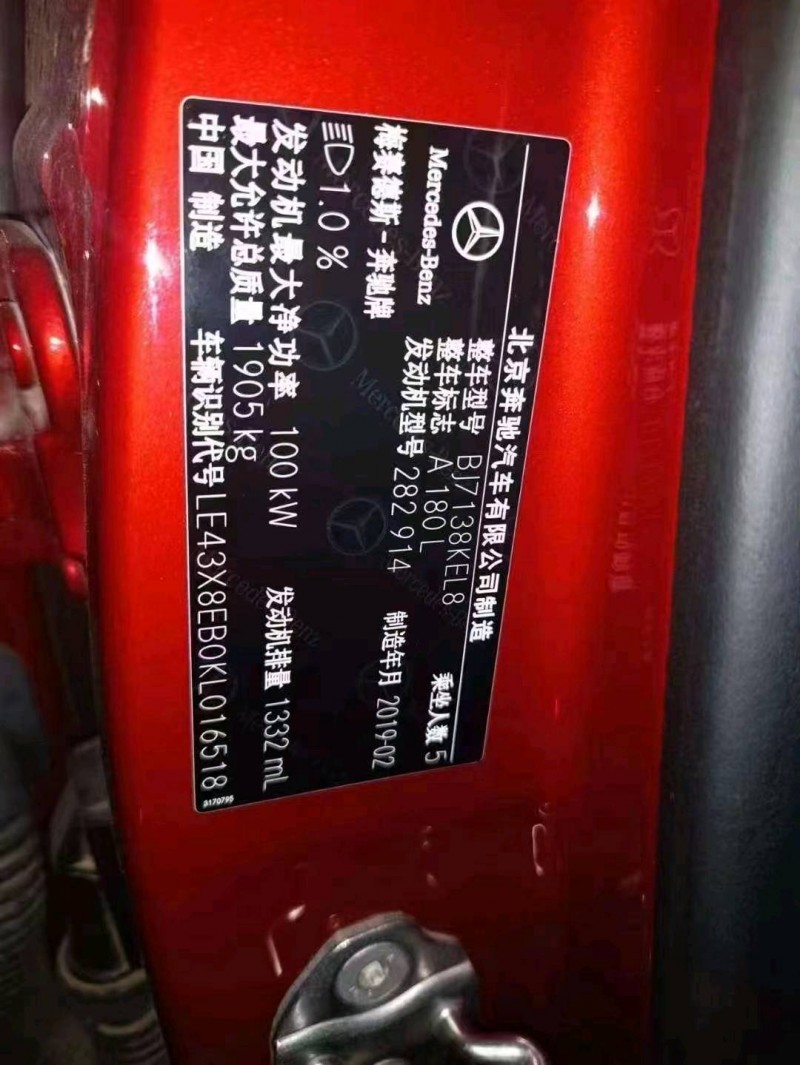 北京奔驰汽车有限公司制造
Mercedes-Benz
梅赛德斯-奔驰牌
整车型号 BJ7138KEL8
整车标志 A 180 L
乘坐人数 5
发动机型号 282 914
制造年月 2019-02
1.0 %
发动机最大净功率 100 kW
发动机排量 1332 mL
最大允许总质量 1905 kg
中国 制造
车辆识别代号 LE43X8EB0KL016518